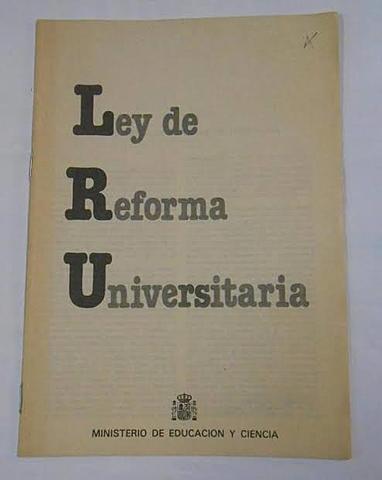 Ley de
Reforma
Universitaria
MINISTERIO DE EDUCACION Y CIENCIA